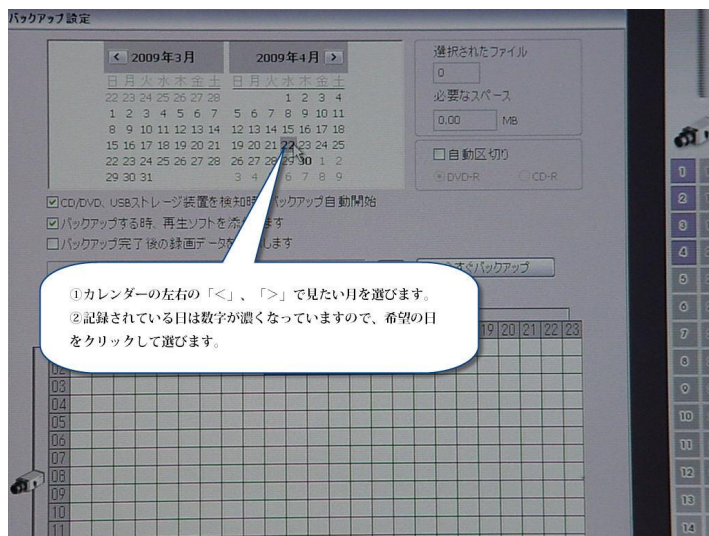 バックアップ設定
< 2009年3月 2009年4月 >
日 月 火 水 木 金 土 日 月 火 水 木 金 土
22 23 24 25 26 27 28 1 2 3 4
1 2 3 4 5 6 7 5 6 7 8 9 10 11
8 9 10 11 12 13 14 12 13 14 15 16 17 18
15 16 17 18 19 20 21 19 20 21 22 23 24 25
22 23 24 25 26 27 28 26 27 28 29 30 1 2
29 30 31 3 4 6 7 8 9
選択されたファイル
0
必要なスペース
0.00 MB
自動区切り
DVD-R CD-R
CD/DVD、USBストレージ装置を検知時 バックアップ自動開始
バックアップする時、再生ソフトを添 ます
バックアップ完了後の録画データを します
すぐバックアップ
①カレンダーの左右の「<」、「>」で見たい月を選びます。
②記録されている日は数字が濃くなっていますので、希望の日
をクリックして選びます。
19 20 21 22 23
02
03
04
05
06
07
08
09
10
11
1
2
3
4
5
6
7
8
9
10
11
12
13
14